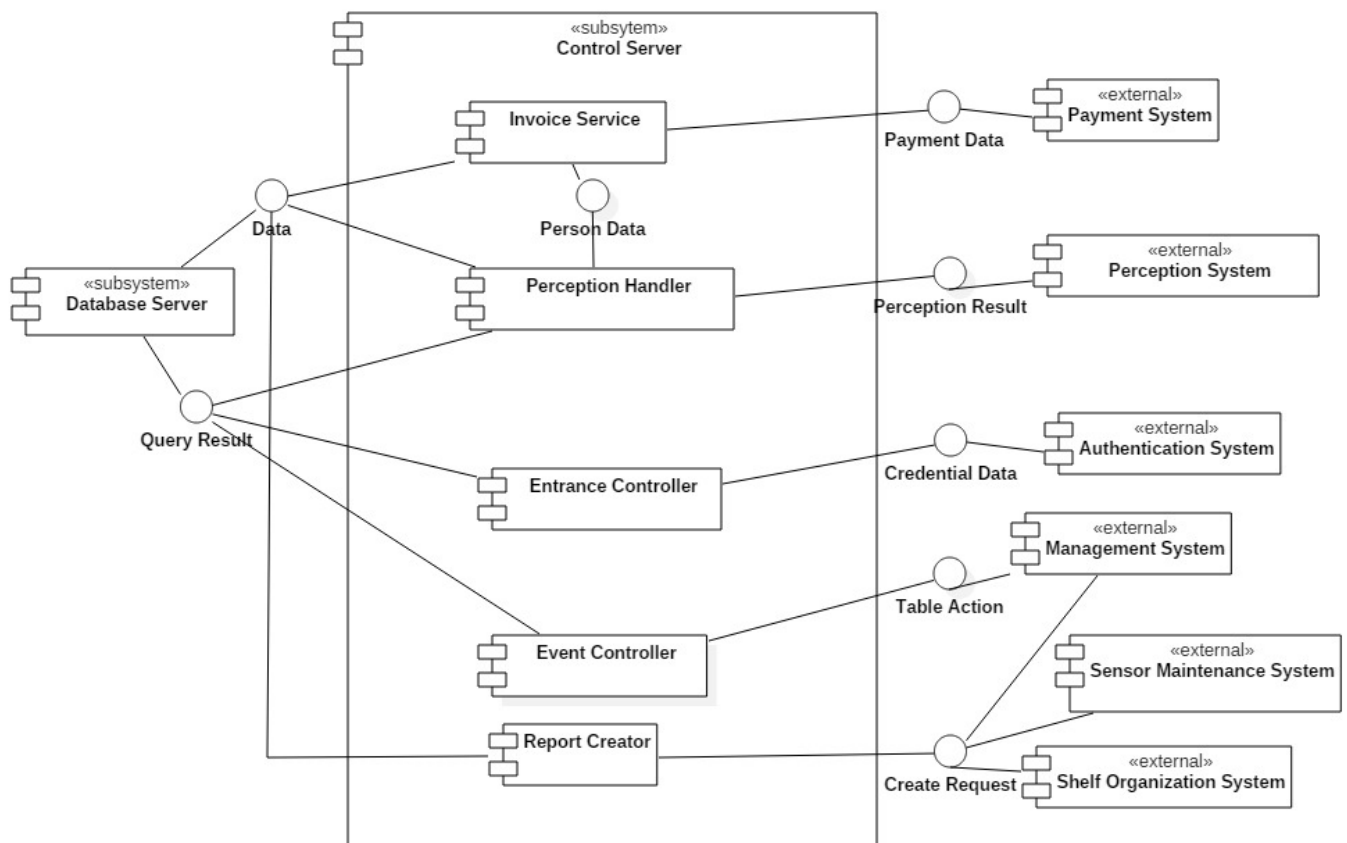 «subsytem»
Control Server
Invoice Service
«external»
Payment System
Payment Data
Data
Person Data
«subsystem»
Database Server
Perception Handler
«external»
Perception System
Perception Result
Query Result
«external»
Authentication System
Entrance Controller
Credential Data
«external»
Management System
Table Action
Event Controller
«external»
Sensor Maintenance System
Report Creator
Create Request
«external»
Shelf Organization System